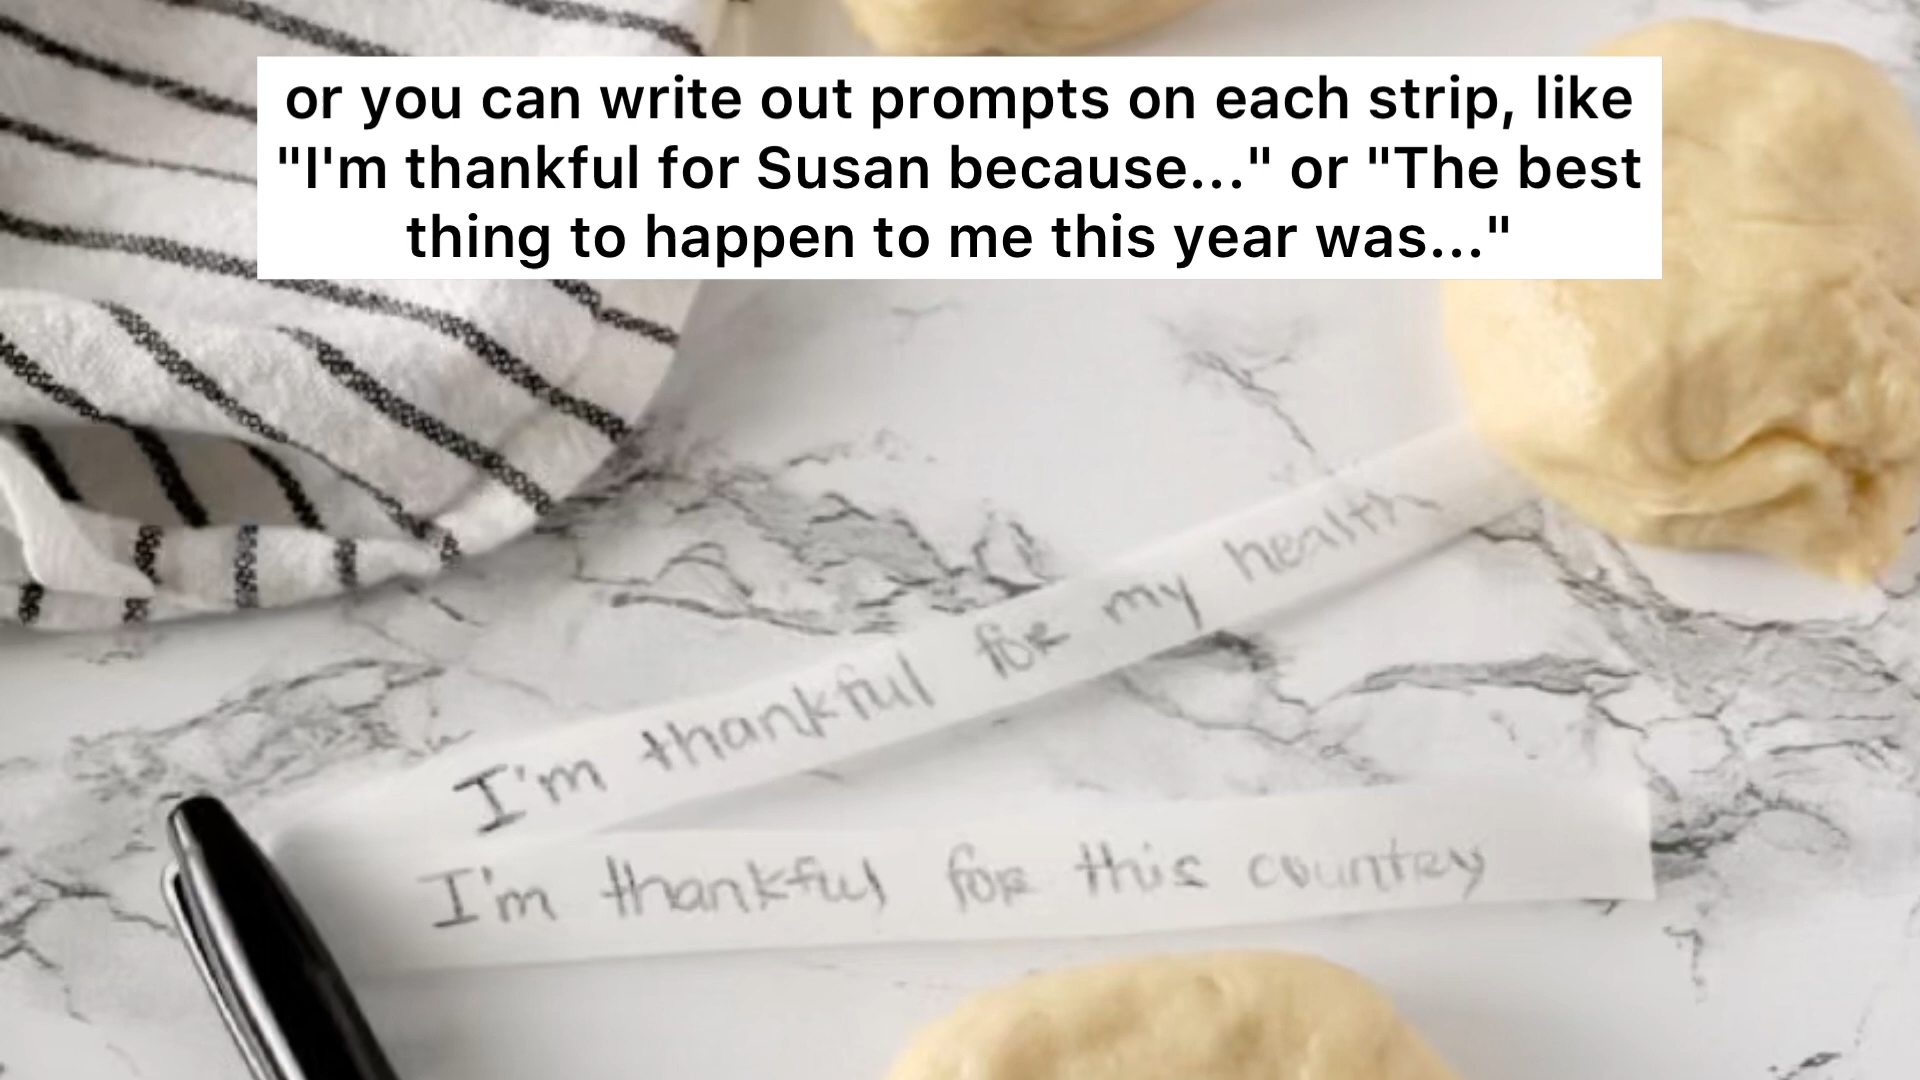 or you can write out prompts on each strip, like
"I'm thankful for Susan because..." or "The best
thing to happen to me this year was..."
I'm thankful for my health
I'm thankful for this country